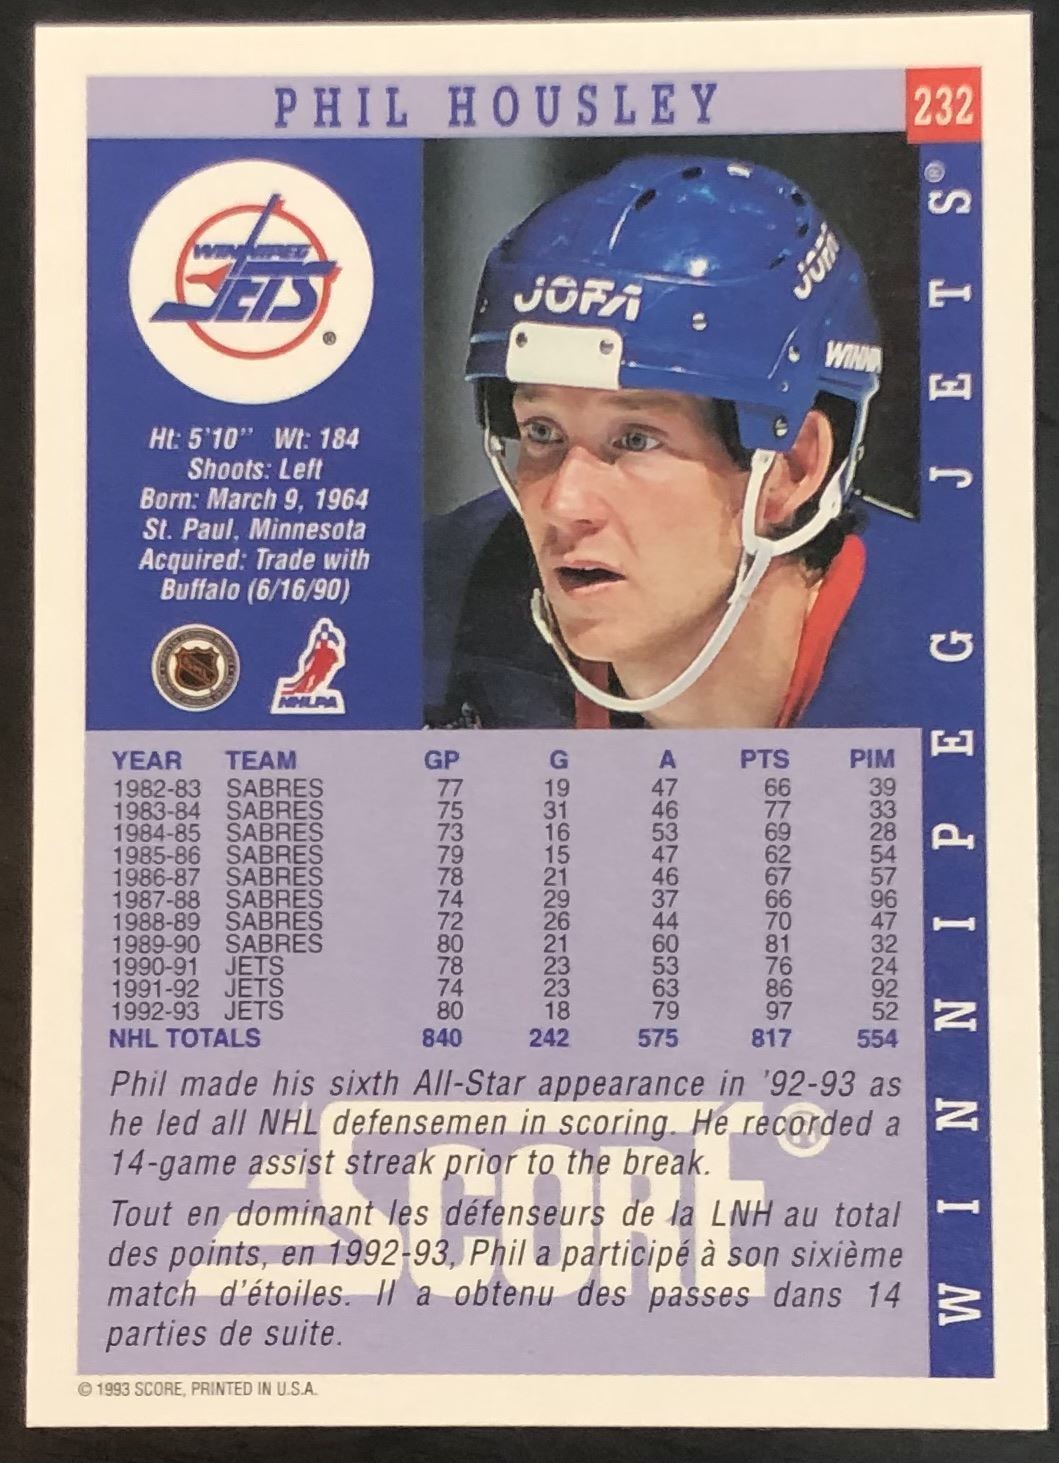 PHIL HOUSLEY
232
WINNIPEG
JETS
®
JOFA
JOFA
WINNI
WINNIPEG JETS®
Ht: 5'10" Wt: 184
Shoots: Left
Born: March 9, 1964
St. Paul, Minnesota
Acquired: Trade with
Buffalo (6/16/90)
NHL
NHLPA
YEAR TEAM GP G A PTS PIM
1982-83 SABRES 77 19 47 66 39
1983-84 SABRES 75 31 46 77 33
1984-85 SABRES 73 16 53 69 28
1985-86 SABRES 79 15 47 62 54
1986-87 SABRES 78 21 46 67 57
1987-88 SABRES 74 29 37 66 96
1988-89 SABRES 72 26 44 70 47
1989-90 SABRES 80 21 60 81 32
1990-91 JETS 78 23 53 76 24
1991-92 JETS 74 23 63 86 92
1992-93 JETS 80 18 79 97 52
NHL TOTALS 840 242 575 817 554
Phil made his sixth All-Star appearance in '92-93 as
he led all NHL defensemen in scoring. He recorded a
14-game assist streak prior to the break.
SCORE®
Tout en dominant les défenseurs de la LNH au total
des points, en 1992-93, Phil a participé à son sixième
match d'étoiles. Il a obtenu des passes dans 14
parties de suite.
© 1993 SCORE, PRINTED IN U.S.A.